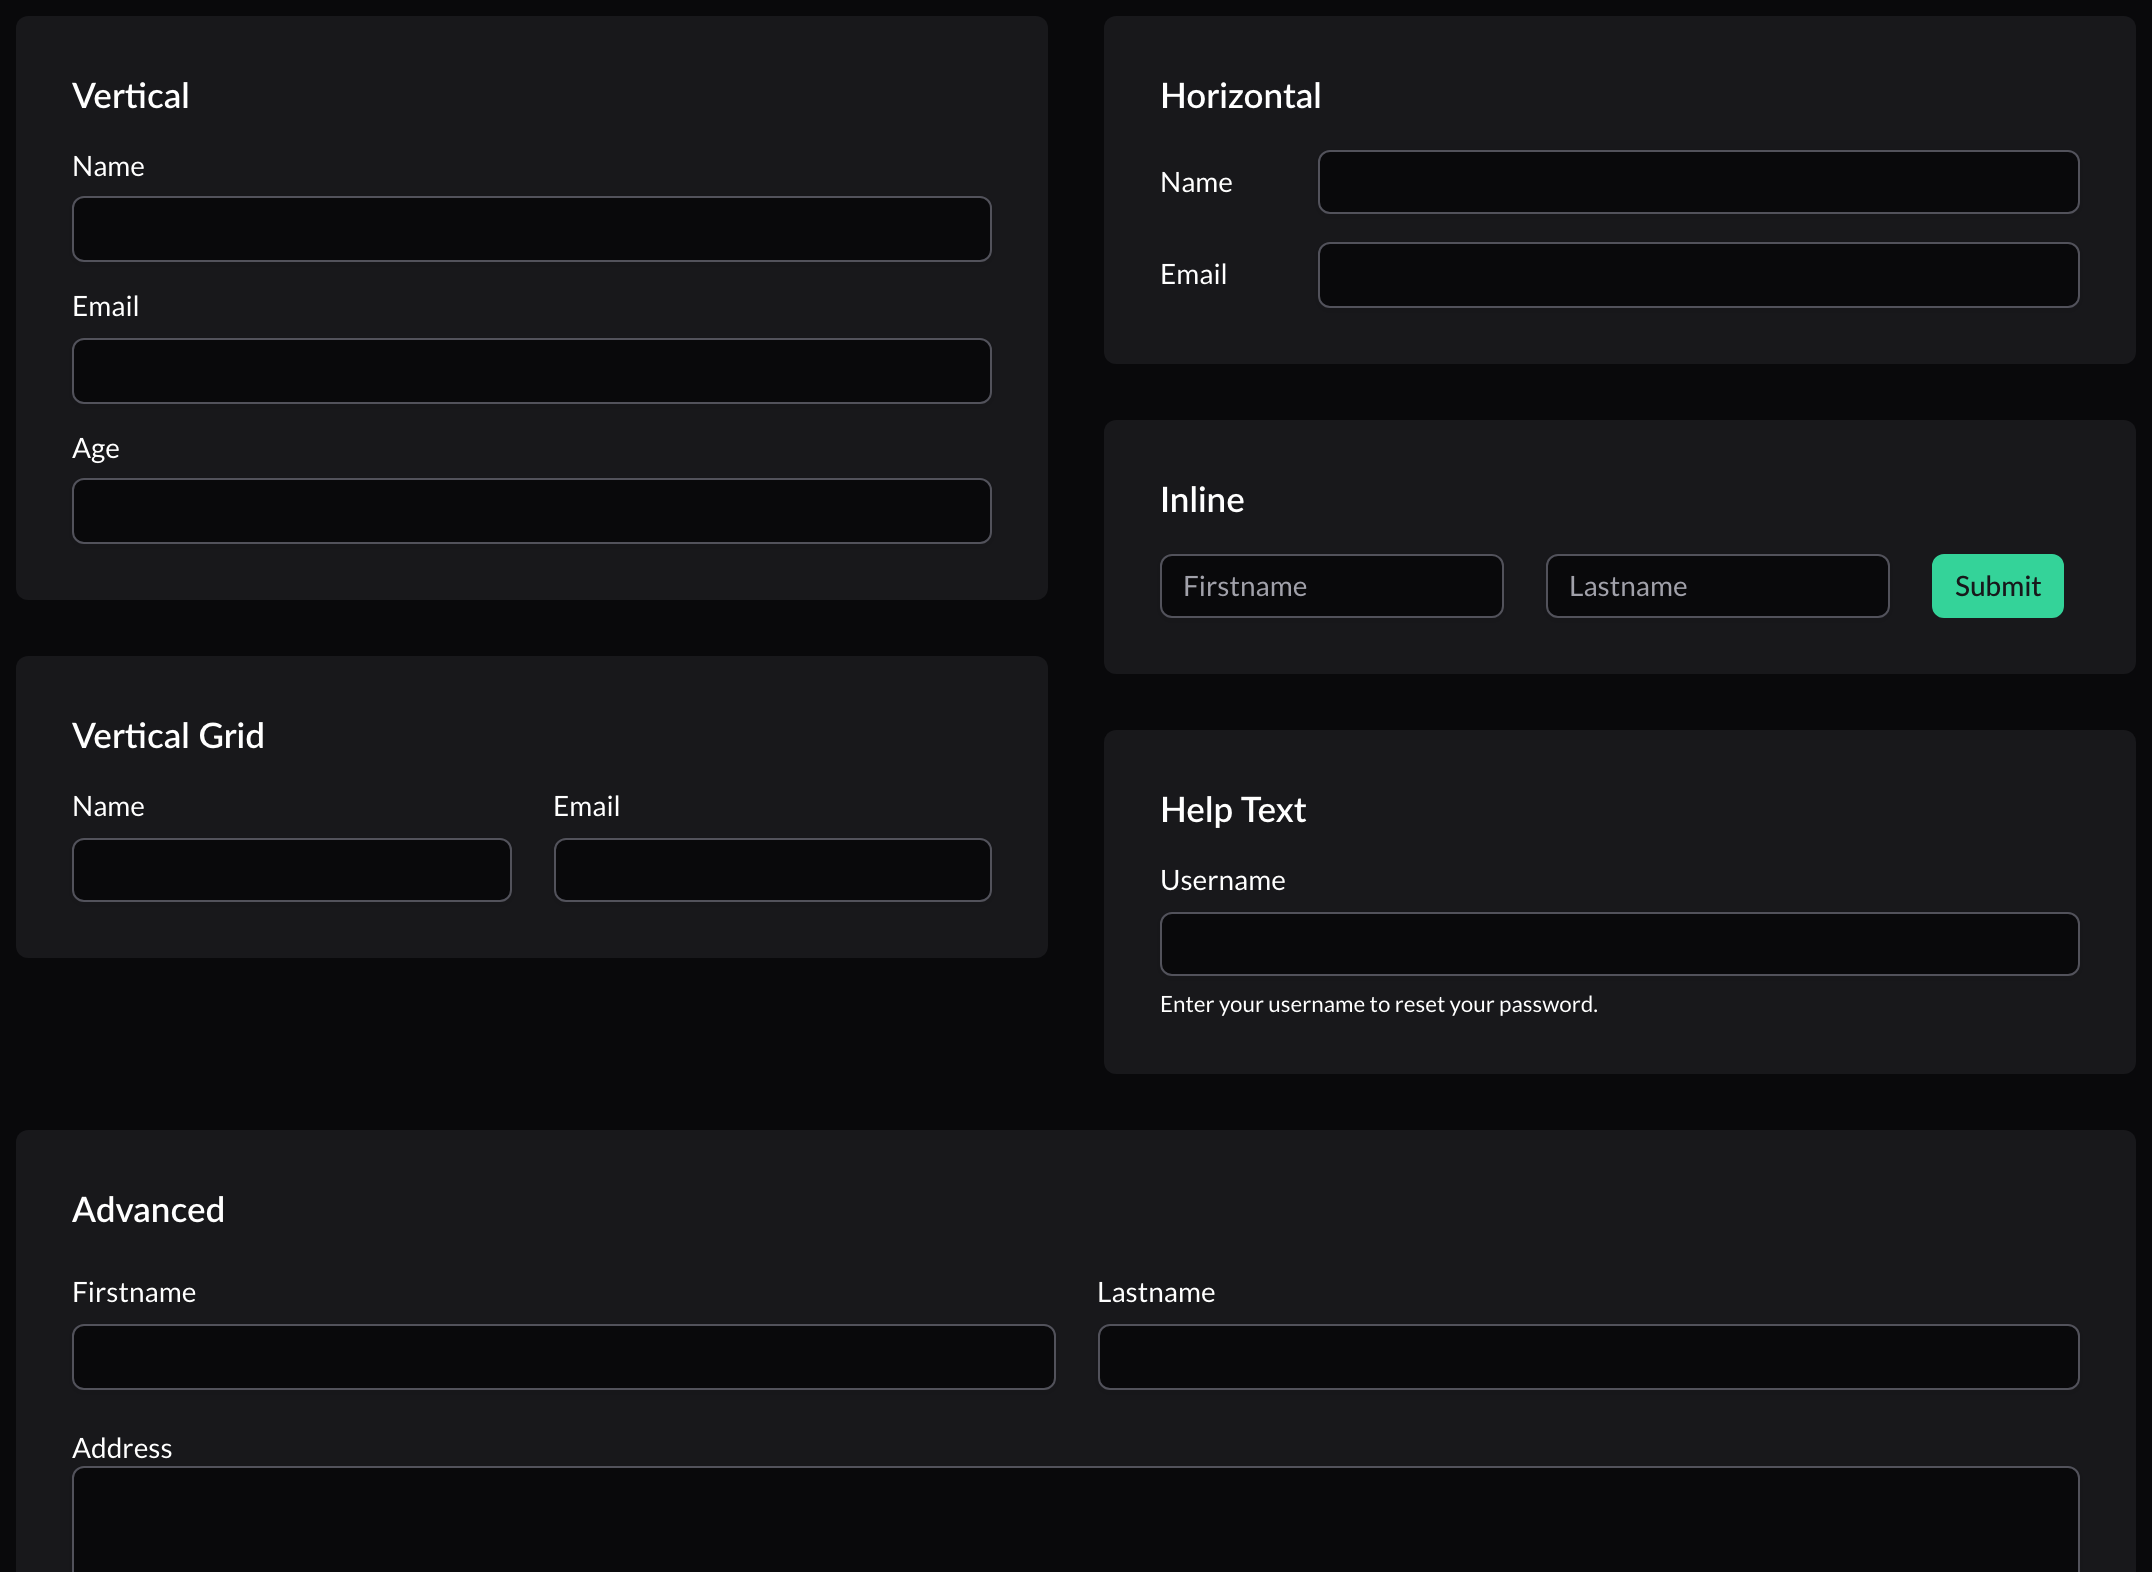 Vertical
Name
Email
Age
Vertical Grid
Name Email
Horizontal
Name
Email
Inline
Firstname Lastname Submit
Help Text
Username
Enter your username to reset your password.
Advanced
Firstname Lastname
Address